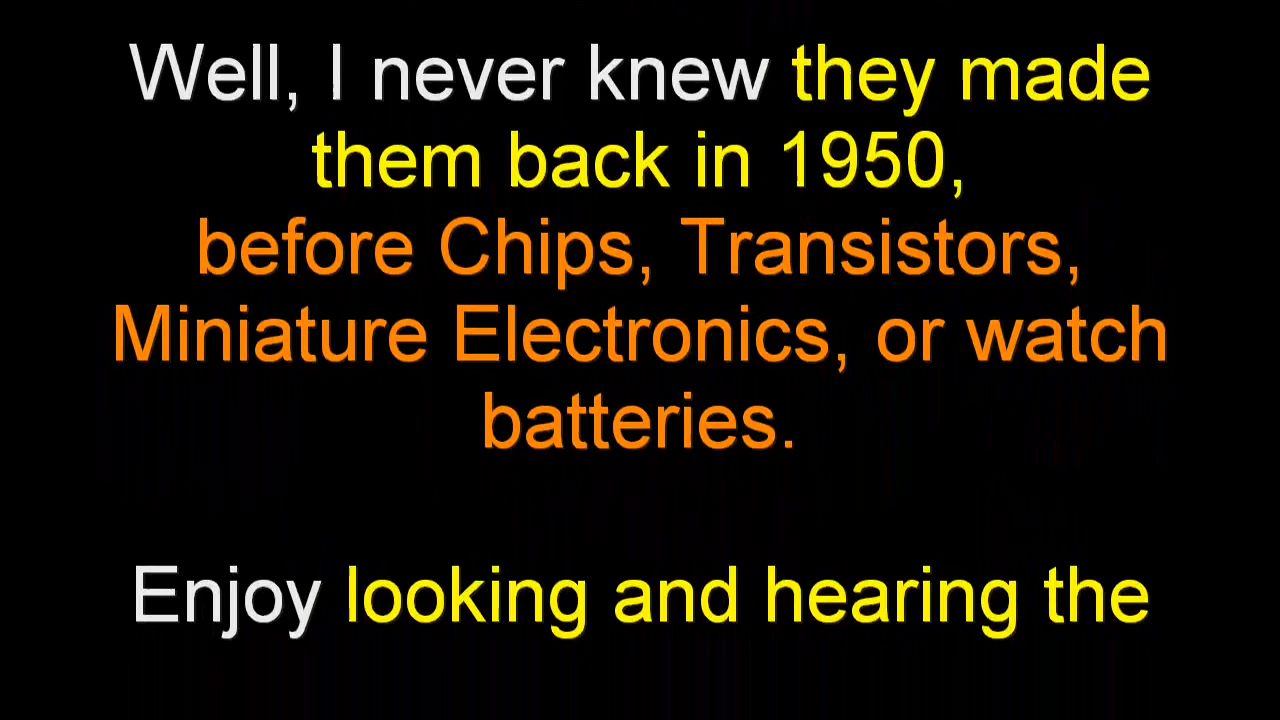 Well, I never knew they made
them back in 1950,
before Chips, Transistors,
Miniature Electronics, or watch
batteries.
Enjoy looking and hearing the